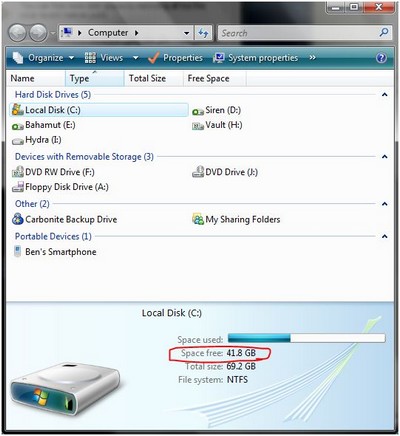 Computer
Search
Organize Views Properties System properties »
Name Type Total Size Free Space
Hard Disk Drives (5)
Local Disk (C:) Siren (D:)
Bahamut (E:) Vault (H:)
Hydra (I:)
Devices with Removable Storage (3)
DVD RW Drive (F:) DVD Drive (J:)
Floppy Disk Drive (A:)
Other (2)
Carbonite Backup Drive My Sharing Folders
Portable Devices (1)
Ben's Smartphone
Local Disk (C:)
Space used:
Space free: 41.8 GB
Total size: 69.2 GB
File system: NTFS